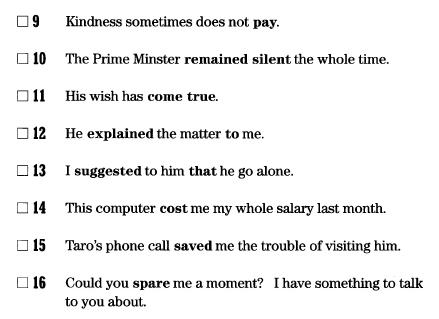 □ 9 Kindness sometimes does not pay.
□ 10 The Prime Minster remained silent the whole time.
□ 11 His wish has come true.
□ 12 He explained the matter to me.
□ 13 I suggested to him that he go alone.
□ 14 This computer cost me my whole salary last month.
□ 15 Taro's phone call saved me the trouble of visiting him.
□ 16 Could you spare me a moment? I have something to talk
to you about.